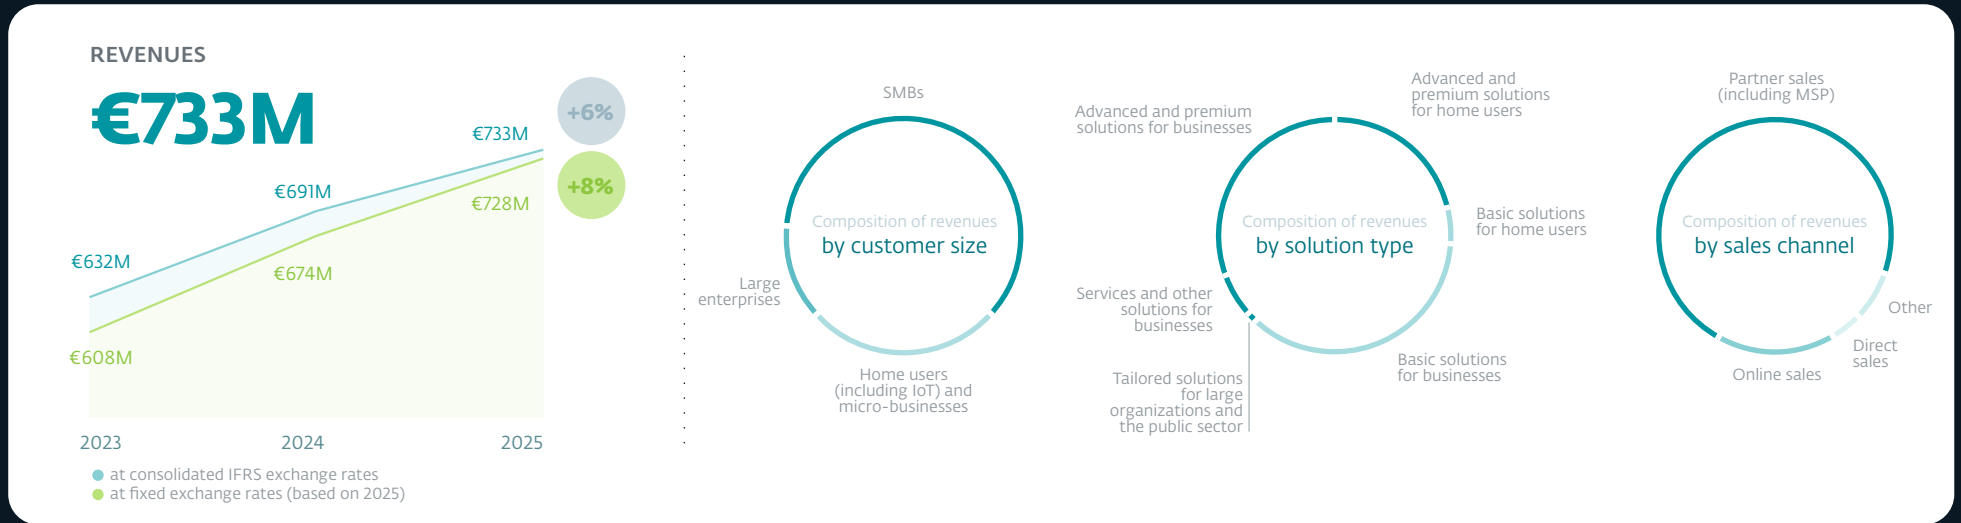 REVENUES
€733M
+6%
+8%
€733M
€691M
€728M
€632M
€674M
€608M
2023
2024
2025
at consolidated IFRS exchange rates
at fixed exchange rates (based on 2025)
SMBs
Composition of revenues
by customer size
Large
enterprises
Home users
(including IoT) and
micro-businesses
Advanced and premium
solutions for businesses
Advanced and
premium solutions
for home users
Composition of revenues
by solution type
Basic solutions
for home users
Services and other
solutions for
businesses
Basic solutions
for businesses
Tailored solutions
for large
organizations and
the public sector
Partner sales
(including MSP)
Composition of revenues
by sales channel
Other
Direct
sales
Online sales